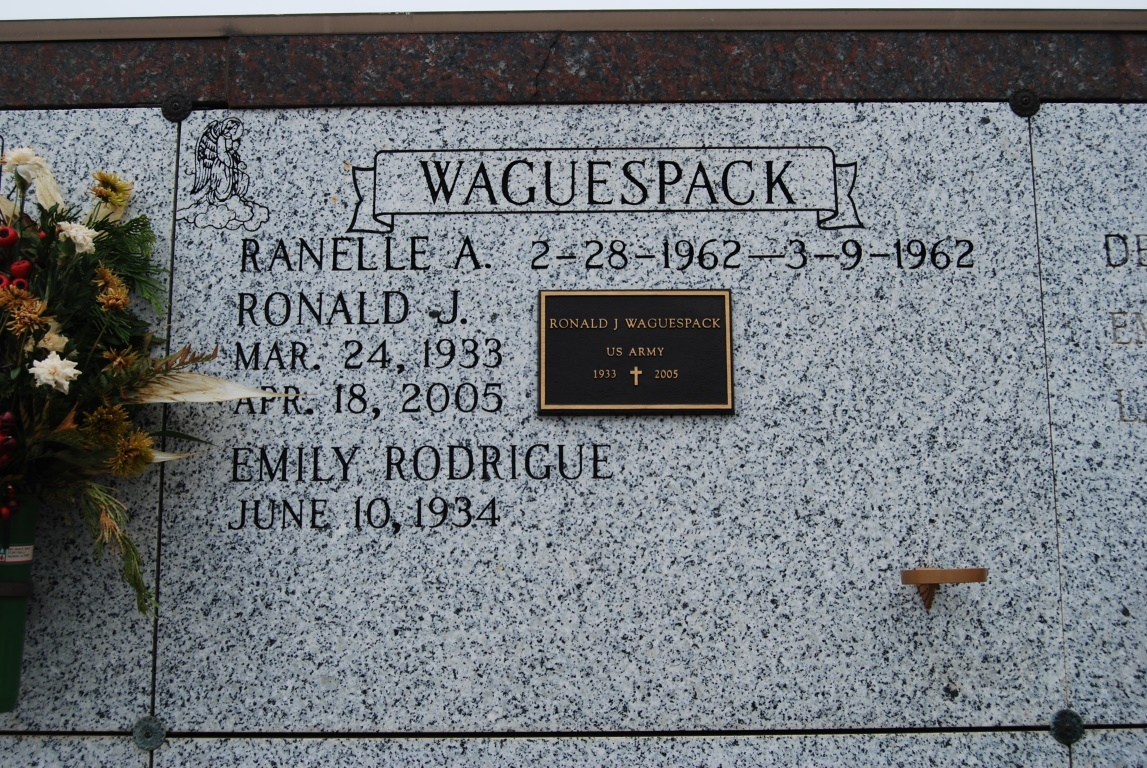 WAGUESPACK
RANELLE A. 2-28-1962-3-9-1962
RONALD J.
MAR. 24, 1933
APR. 18, 2005
RONALD J WAGUESPACK
US ARMY
1933 ✝ 2005
EMILY RODRIGUE
JUNE 10, 1934